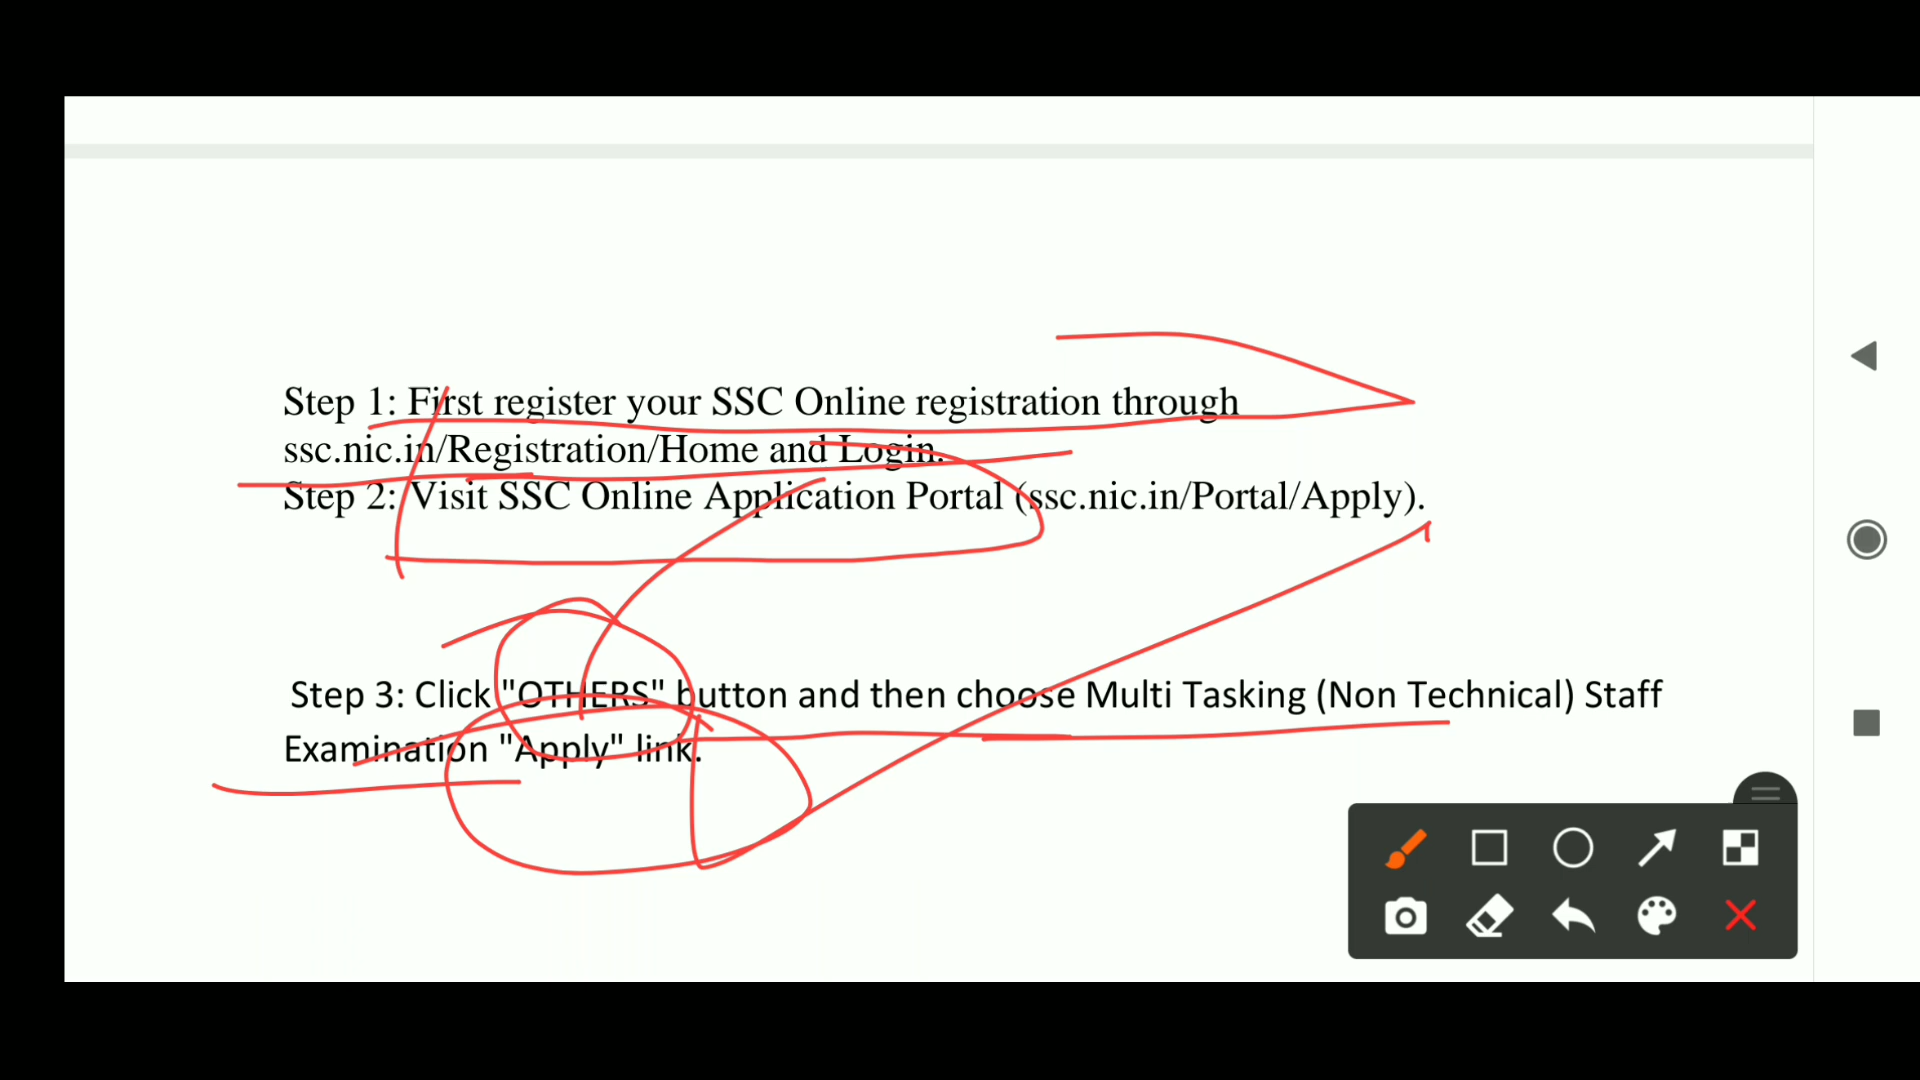 Step 1: First register your SSC Online registration through
ssc.nic.in/Registration/Home and Login.
Step 2: Visit SSC Online Application Portal (ssc.nic.in/Portal/Apply).
Step 3: Click "OTHERS" button and then choose Multi Tasking (Non Technical) Staff
Examination "Apply" link.